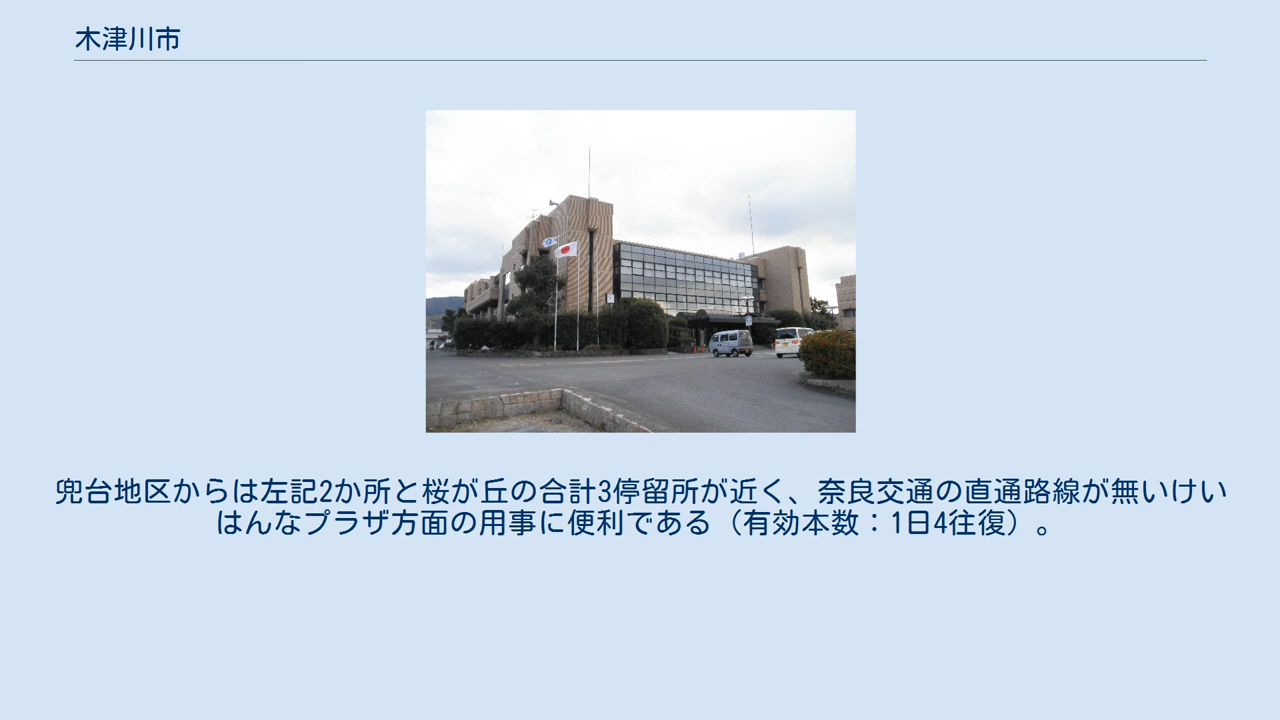 木津川市
兜台地区からは左記2か所と桜が丘の合計3停留所が近く、奈良交通の直通路線が無いけい
はんなプラザ方面の用事に便利である（有効本数：1日4往復）。